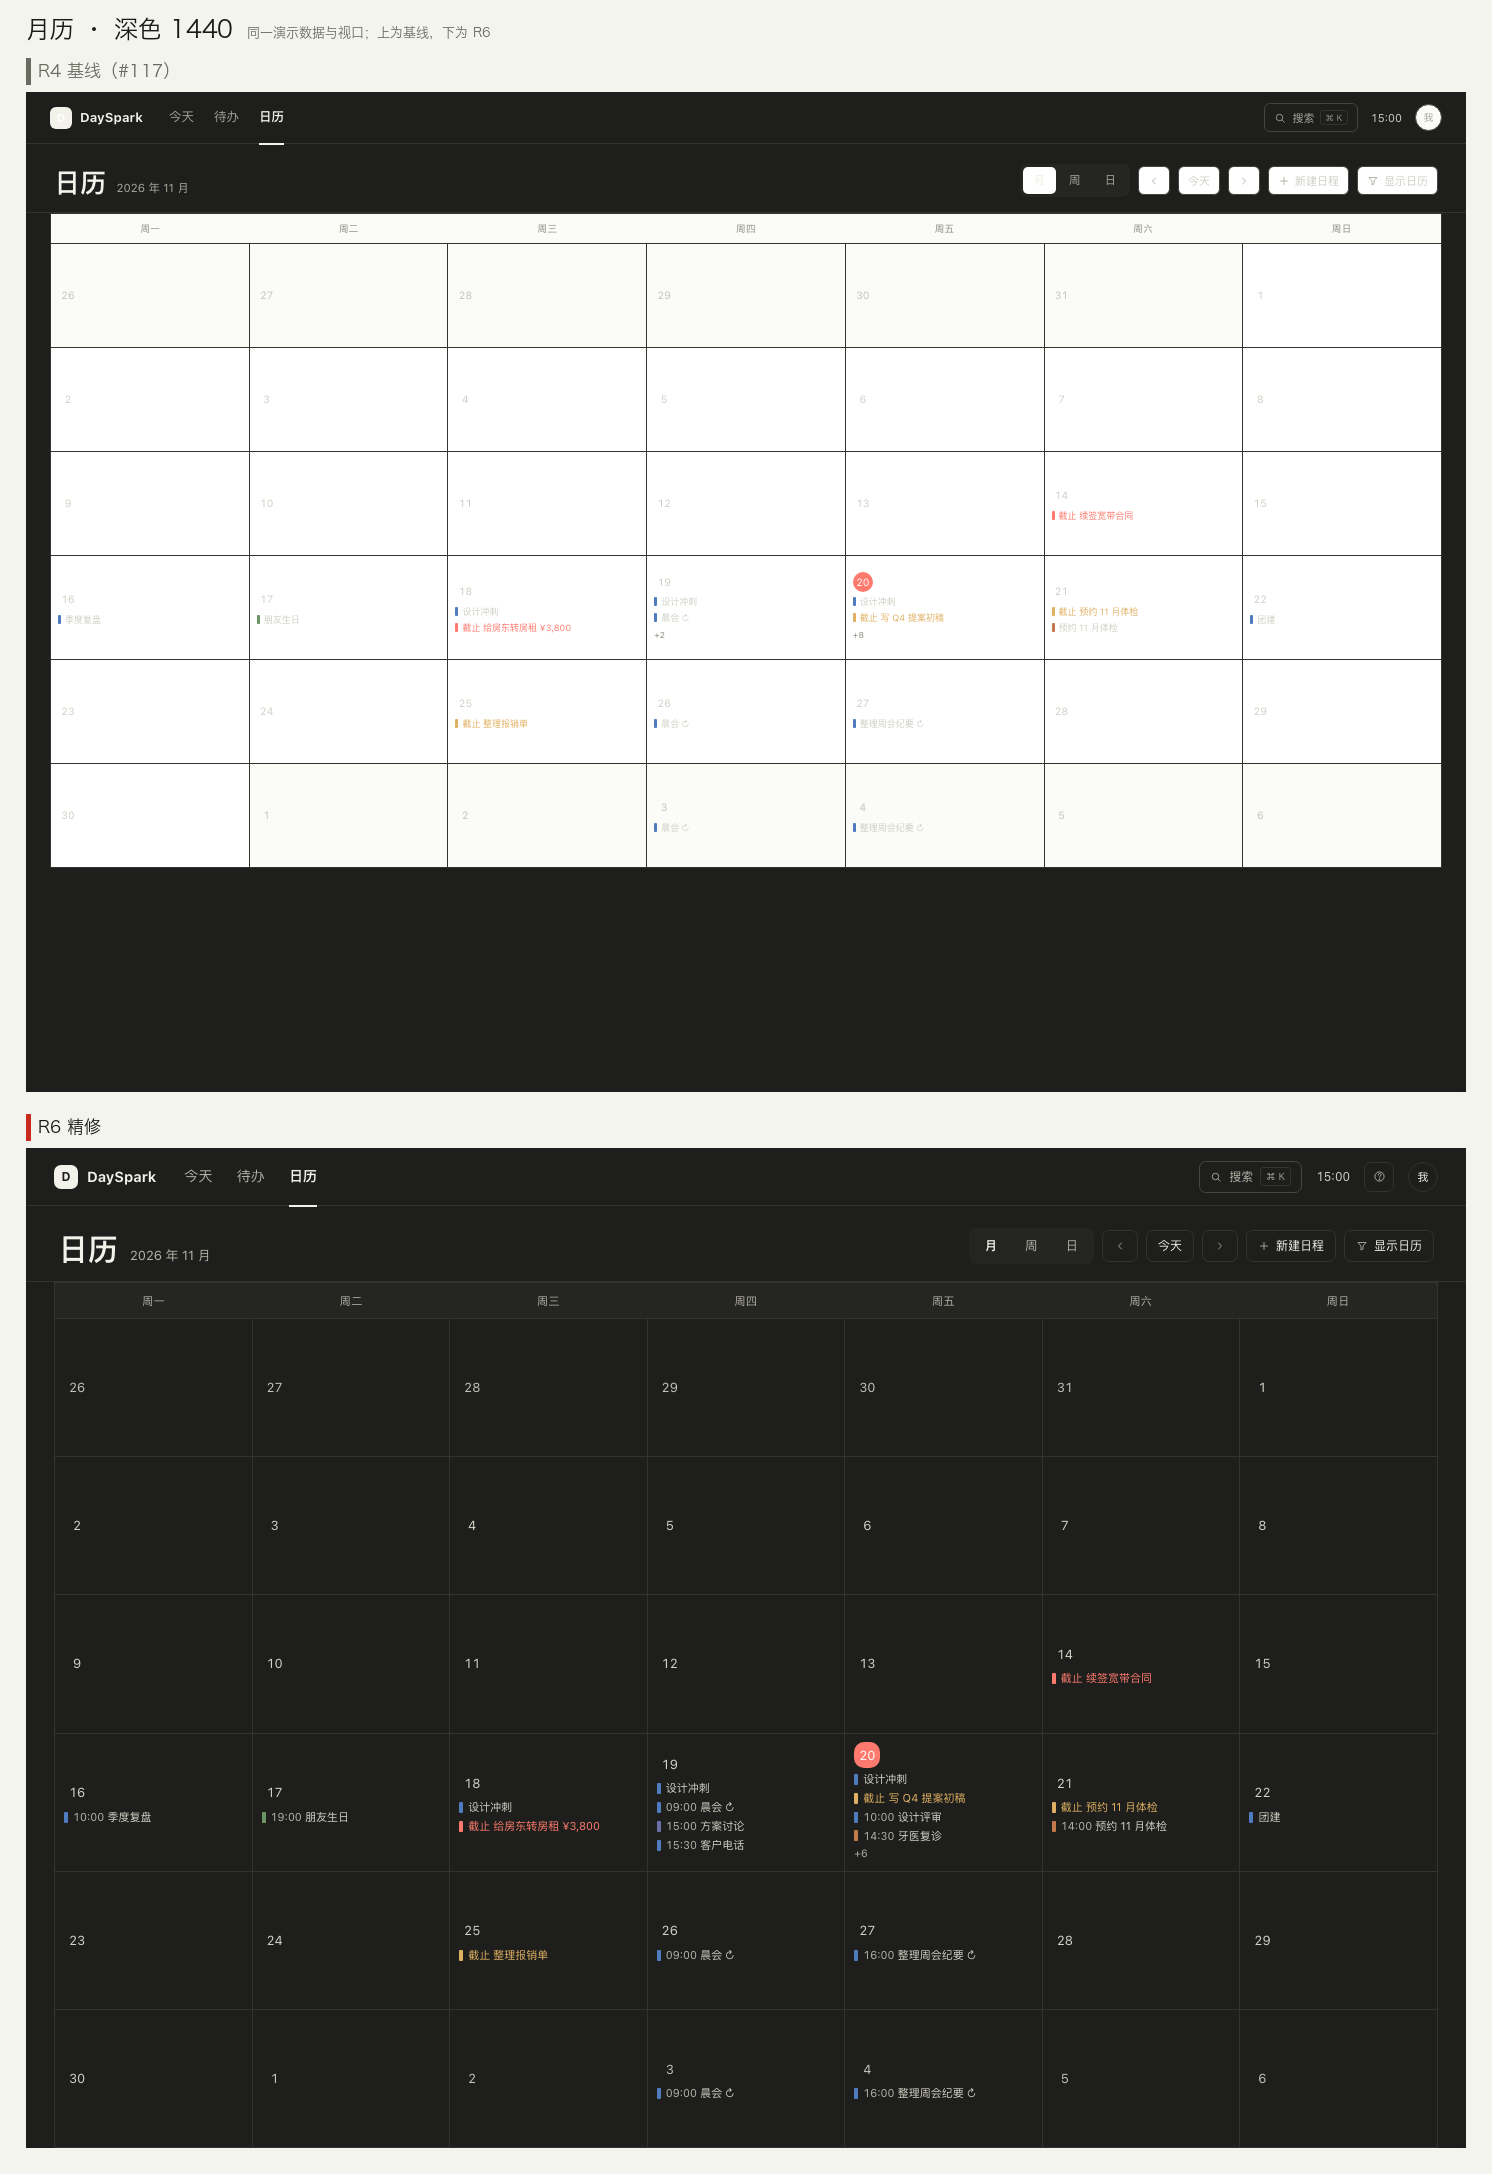 月历 · 深色 1440 同一演示数据与视口；上为基线，下为 R6
R4 基线（#117）
D DaySpark 今天 待办 日历 搜索 ⌘ K 15:00 我
日历 2026 年 11 月 月 周 日 ‹ 今天 › + 新建日程 显示日历
周一 周二 周三 周四 周五 周六 周日
26 27 28 29 30 31 1
2 3 4 5 6 7 8
9 10 11 12 13 14 15
截止 续签宽带合同
16 17 18 19 20 21 22
季度复盘 朋友生日 设计冲刺 设计冲刺 设计冲刺 截止 预约 11 月体检 团建
截止 给房东转房租 ¥3,800 晨会 ↻ 截止 写 Q4 提案初稿 预约 11 月体检
+2 +8
23 24 25 26 27 28 29
截止 整理报销单 晨会 ↻ 整理周会纪要 ↻
30 1 2 3 4 5 6
晨会 ↻ 整理周会纪要 ↻
R6 精修
D DaySpark 今天 待办 日历 搜索 ⌘ K 15:00 ? 我
日历 2026 年 11 月 月 周 日 ‹ 今天 › + 新建日程 显示日历
周一 周二 周三 周四 周五 周六 周日
26 27 28 29 30 31 1
2 3 4 5 6 7 8
9 10 11 12 13 14 15
截止 续签宽带合同
16 17 18 19 20 21 22
10:00 季度复盘 19:00 朋友生日 设计冲刺 设计冲刺 设计冲刺 截止 预约 11 月体检 团建
截止 给房东转房租 ¥3,800 09:00 晨会 ↻ 截止 写 Q4 提案初稿 14:00 预约 11 月体检
15:00 方案讨论 10:00 设计评审
15:30 客户电话 14:30 牙医复诊
+6
23 24 25 26 27 28 29
截止 整理报销单 09:00 晨会 ↻ 16:00 整理周会纪要 ↻
30 1 2 3 4 5 6
09:00 晨会 ↻ 16:00 整理周会纪要 ↻